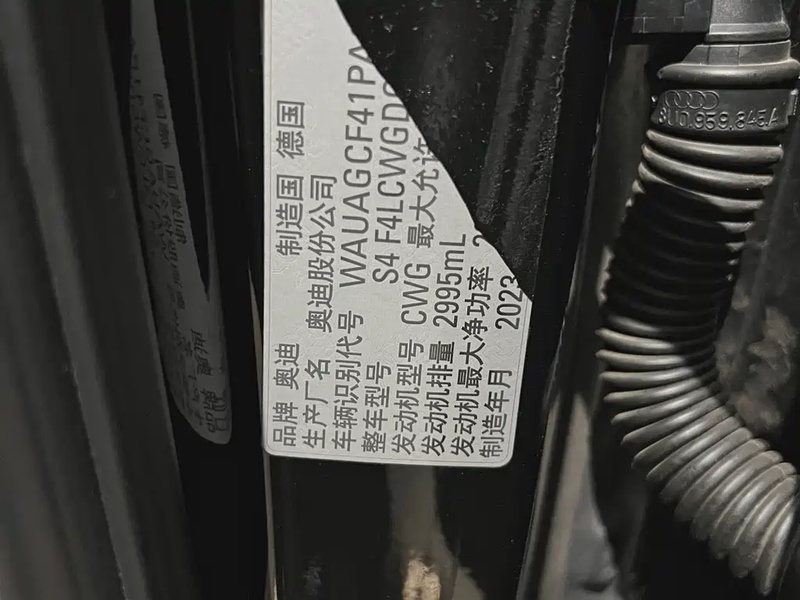 品牌 奥迪 制造国 德国
生产厂名 奥迪股份公司
车辆识别代号 WAUAGCF41PA
整车型号 S4 F4LCWGD
发动机型号 CWG 最大允许
发动机排量 2995mL
发动机最大净功率
制造年月 2023
8U0.959.845A